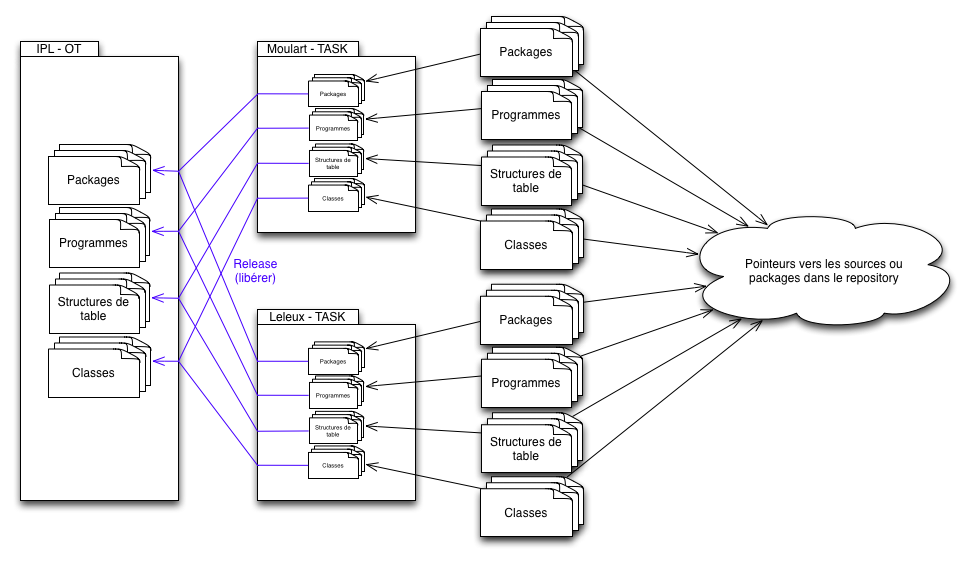 IPL - OT
Packages
Programmes
Structures de
table
Classes
Moulart - TASK
Packages
Programmes
Structures de
table
Classes
Release
(libérer)
Leleux - TASK
Packages
Programmes
Structures de
table
Classes
Packages
Programmes
Structures de
table
Classes
Packages
Programmes
Structures de
table
Classes
Pointeurs vers les sources ou
packages dans le repository